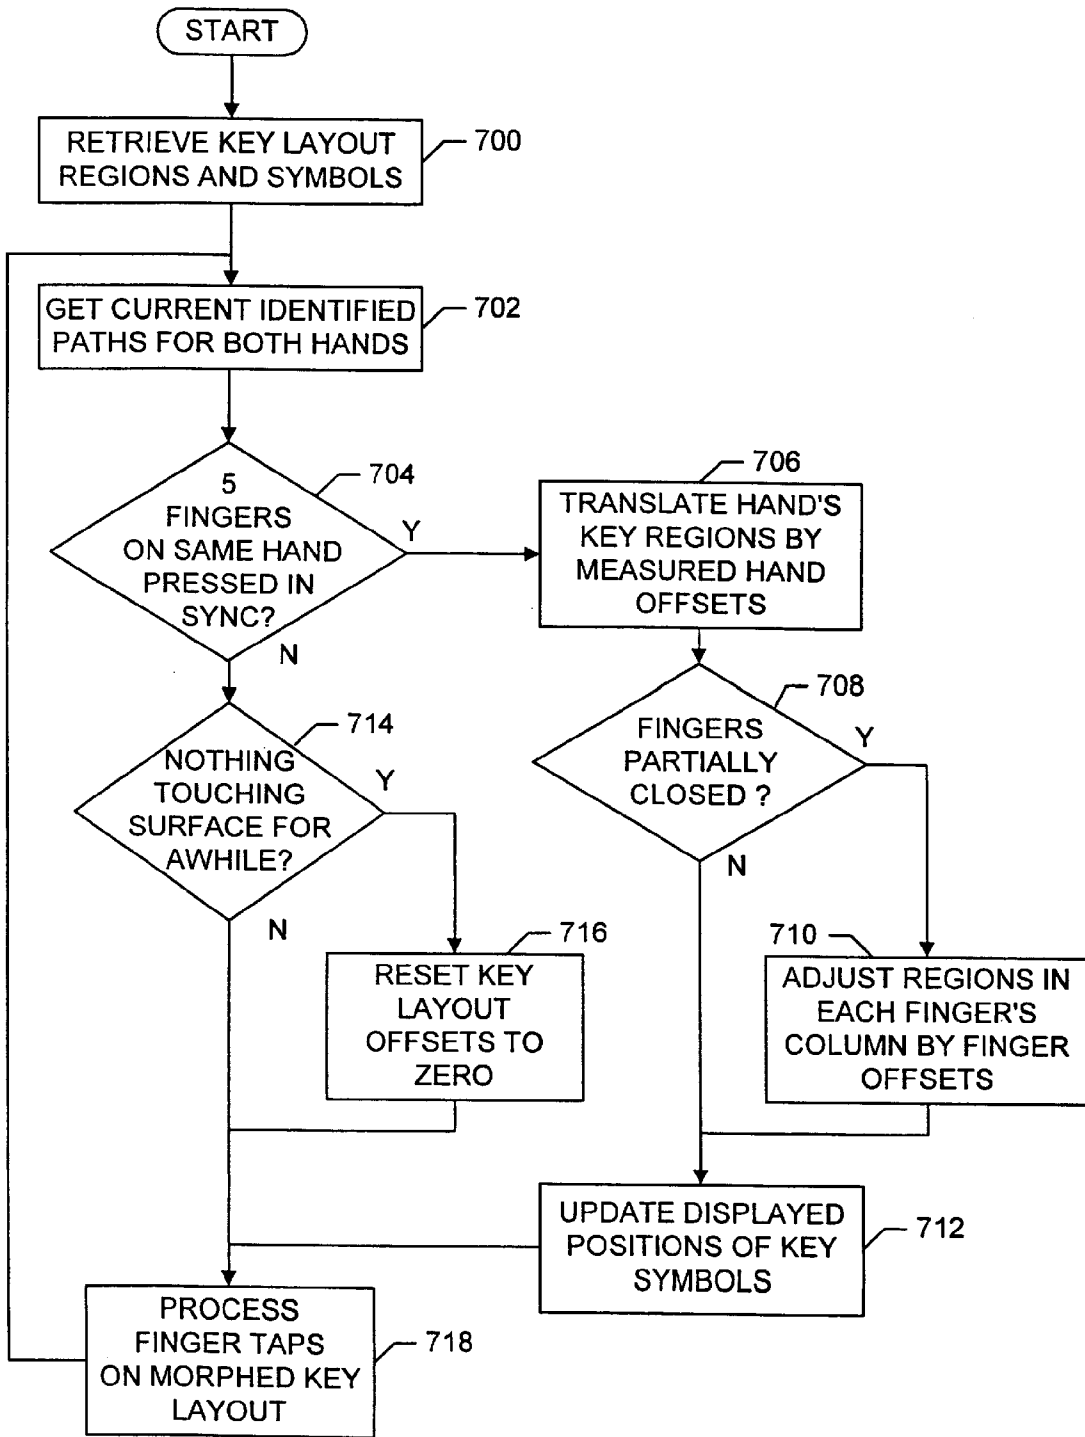 START
RETRIEVE KEY LAYOUT
REGIONS AND SYMBOLS
700
GET CURRENT IDENTIFIED
PATHS FOR BOTH HANDS
702
5
FINGERS
ON SAME HAND
PRESSED IN
SYNC?
704
Y
N
706
TRANSLATE HAND'S
KEY REGIONS BY
MEASURED HAND
OFFSETS
708
FINGERS
PARTIALLY
CLOSED ?
Y
N
714
NOTHING
TOUCHING
SURFACE FOR
AWHILE?
Y
N
716
RESET KEY
LAYOUT
OFFSETS TO
ZERO
710
ADJUST REGIONS IN
EACH FINGER'S
COLUMN BY FINGER
OFFSETS
UPDATE DISPLAYED
POSITIONS OF KEY
SYMBOLS
712
PROCESS
FINGER TAPS
ON MORPHED KEY
LAYOUT
718